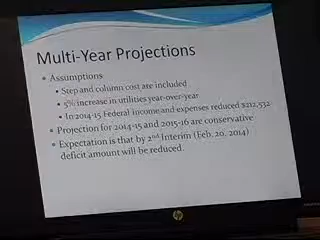 Multi-Year Projections
Assumptions
Step and column cost are included
5% increase in utilities year-over-year
In 2014-15 Federal Income and expenses reduced $212,532
Projection for 2014-15 and 2015-16 are conservative
Expectation is that by 2nd Interim (Feb. 20, 2014)
deficit amount will be reduced.
hp